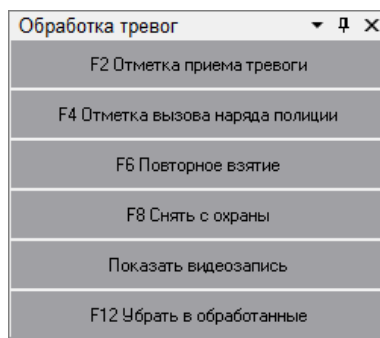 Обработка тревог
F2 Отметка приема тревоги
F4 Отметка вызова наряда полиции
F6 Повторное взятие
F8 Снять с охраны
Показать видеозапись
F12 Убрать в обработанные